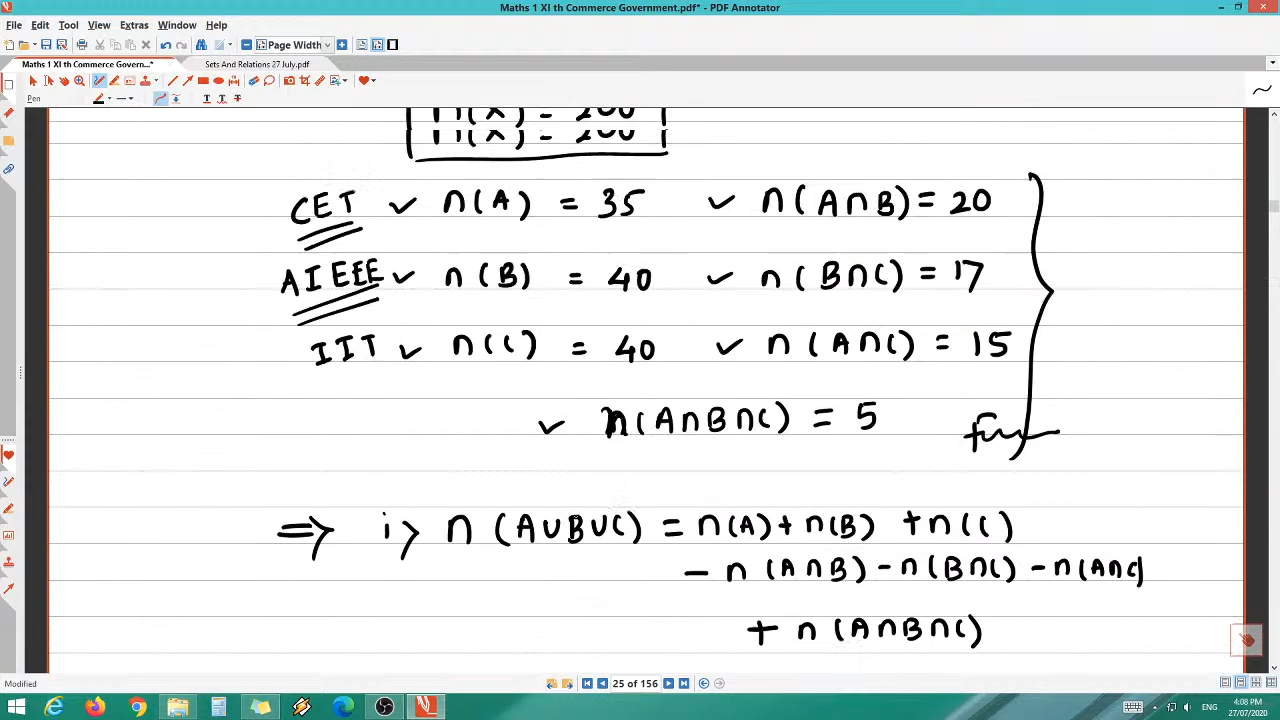 Maths 1 XI th Commerce Government.pdf* - PDF Annotator
File Edit Tool View Extras Window Help
Page Width
Maths 1 XI th Commerce Govern...* Sets And Relations 27 July.pdf
Pen
n(X) = 200
n(X) = 200
CET ✓ n(A) = 35 ✓ n(A∩B) = 20
AIEEE ✓ n(B) = 40 ✓ n(B∩C) = 17
IIT ✓ n(C) = 40 ✓ n(A∩C) = 15
✓ n(A∩B∩C) = 5
⇒ i> n(A∪B∪C) = n(A) + n(B) + n(C)
- n(A∩B) - n(B∩C) - n(A∩C)
+ n(A∩B∩C)
Modified
25 of 156
ENG
4:08 PM
27/07/2020